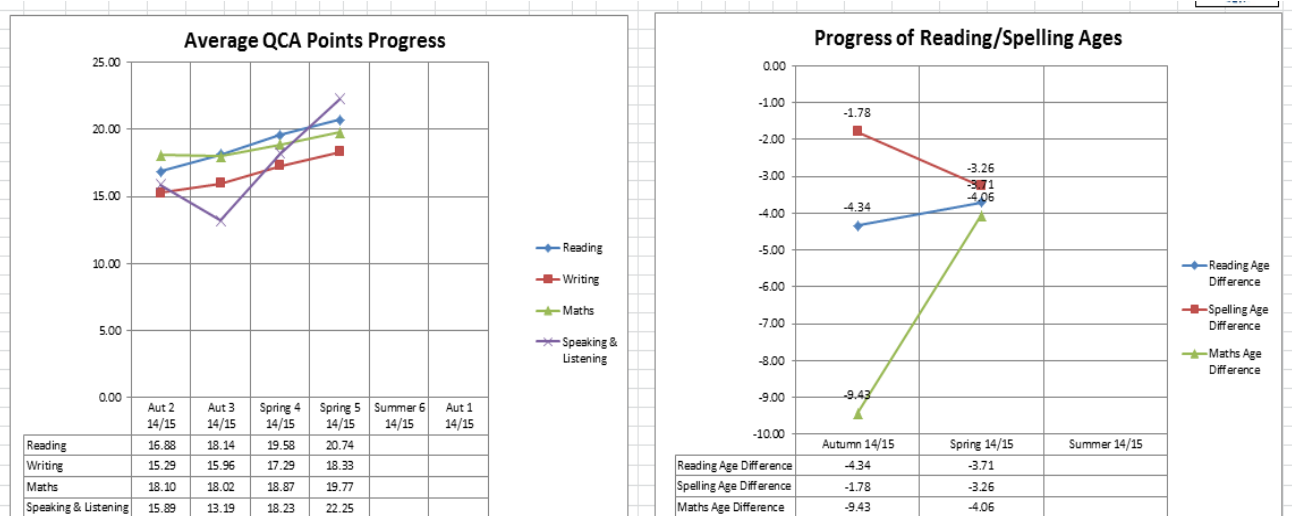 Average QCA Points Progress
25.00
20.00
15.00
10.00
5.00
0.00
Reading
Writing
Maths
Speaking &
Listening
Aut 2 Aut 3 Spring 4 Spring 5 Summer 6 Aut 1
14/15 14/15 14/15 14/15 14/15 14/15
Reading 16.88 18.14 19.58 20.74
Writing 15.29 15.96 17.29 18.33
Maths 18.10 18.02 18.87 19.77
Speaking & Listening 15.89 13.19 18.23 22.25
Progress of Reading/Spelling Ages
0.00
-1.00
-2.00
-3.00
-4.00
-5.00
-6.00
-7.00
-8.00
-9.00
-10.00
-1.78
-3.26
-3.71
-4.06
-4.34
-9.43
Reading Age
Difference
Spelling Age
Difference
Maths Age
Difference
Autumn 14/15 Spring 14/15 Summer 14/15
Reading Age Difference -4.34 -3.71
Spelling Age Difference -1.78 -3.26
Maths Age Difference -9.43 -4.06